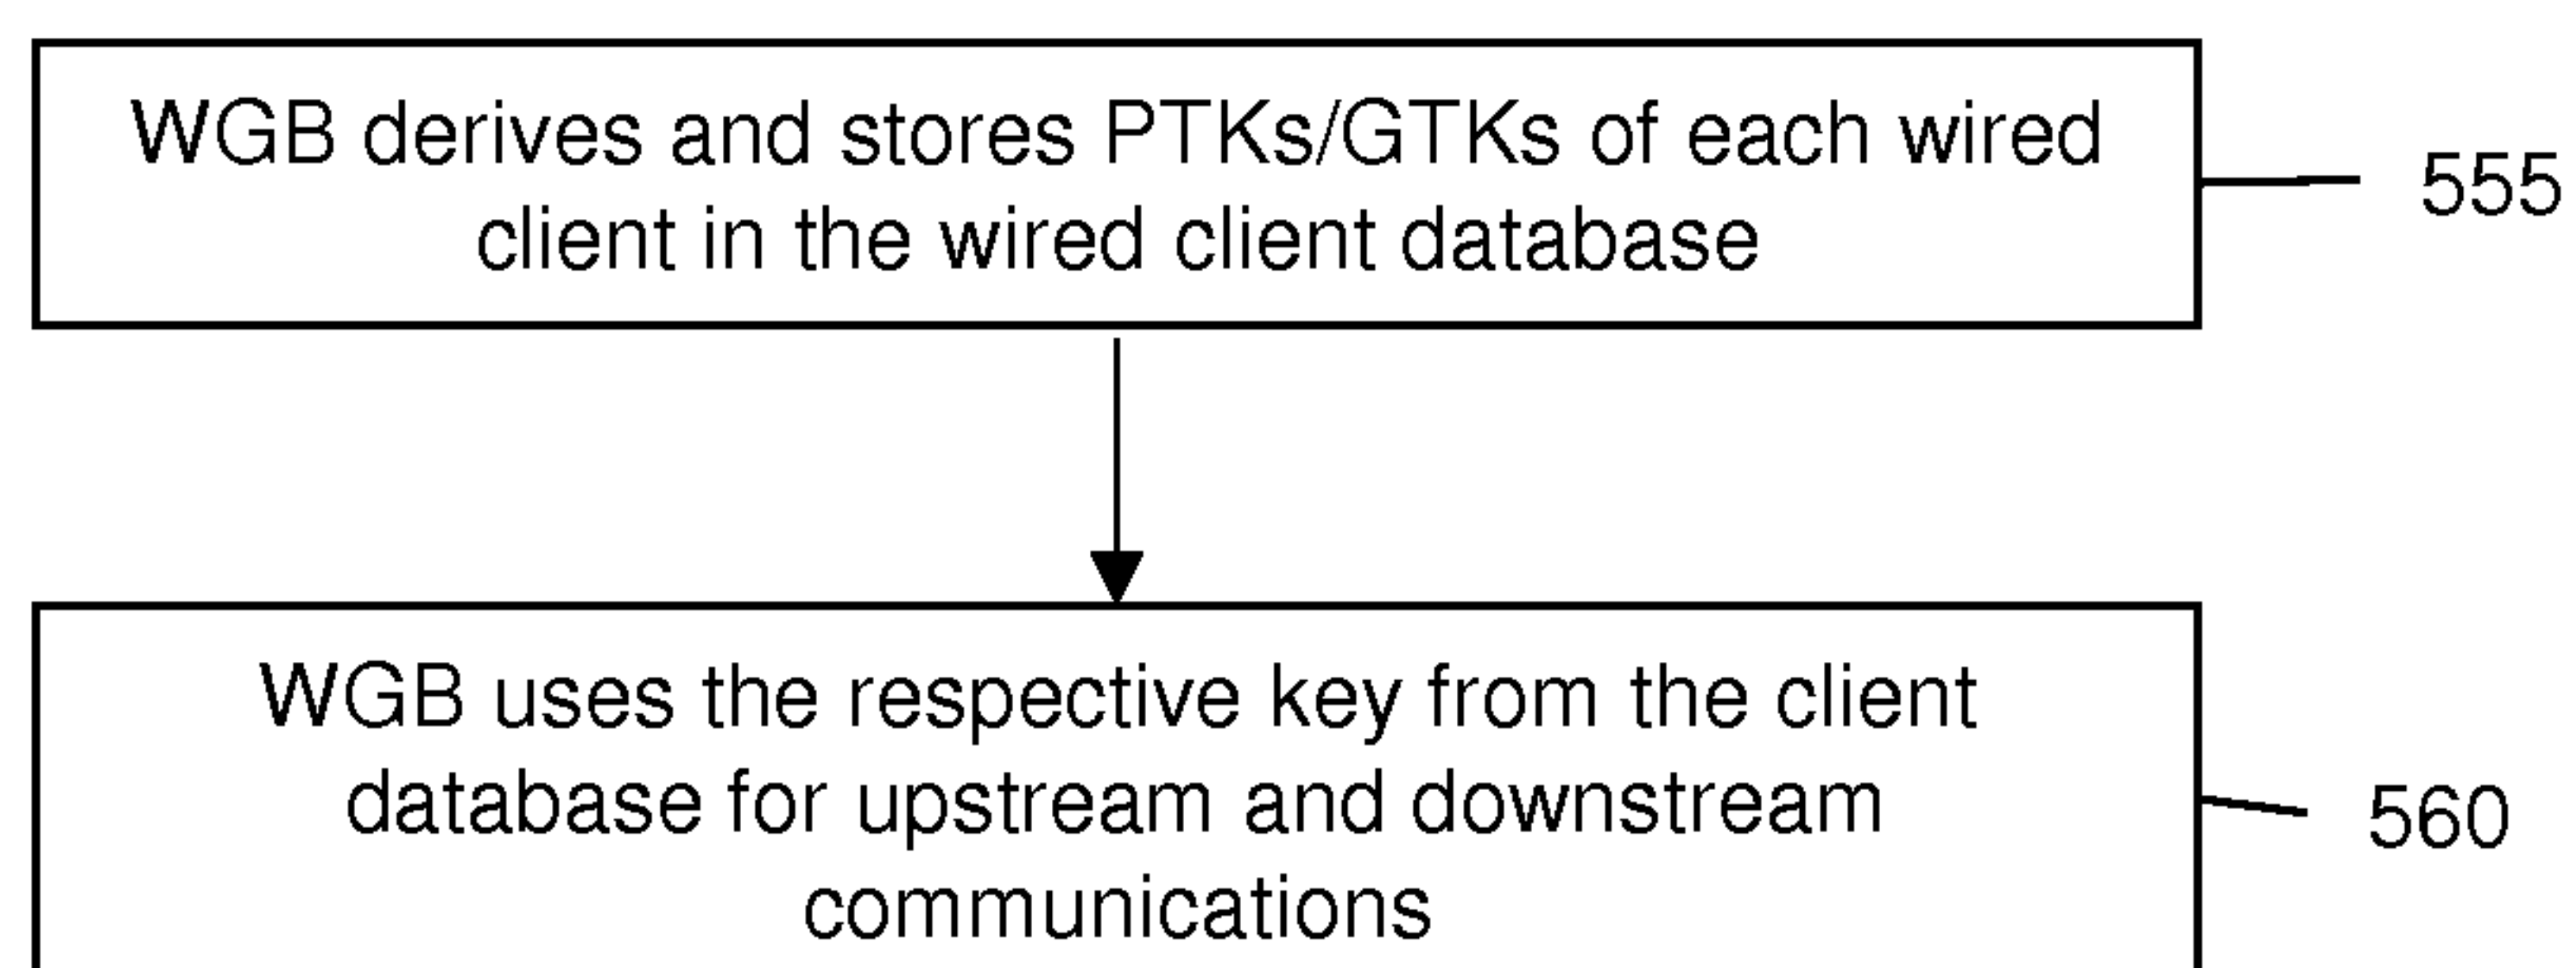 WGB derives and stores PTKs/GTKs of each wired
client in the wired client database
555
WGB uses the respective key from the client
database for upstream and downstream
communications
560